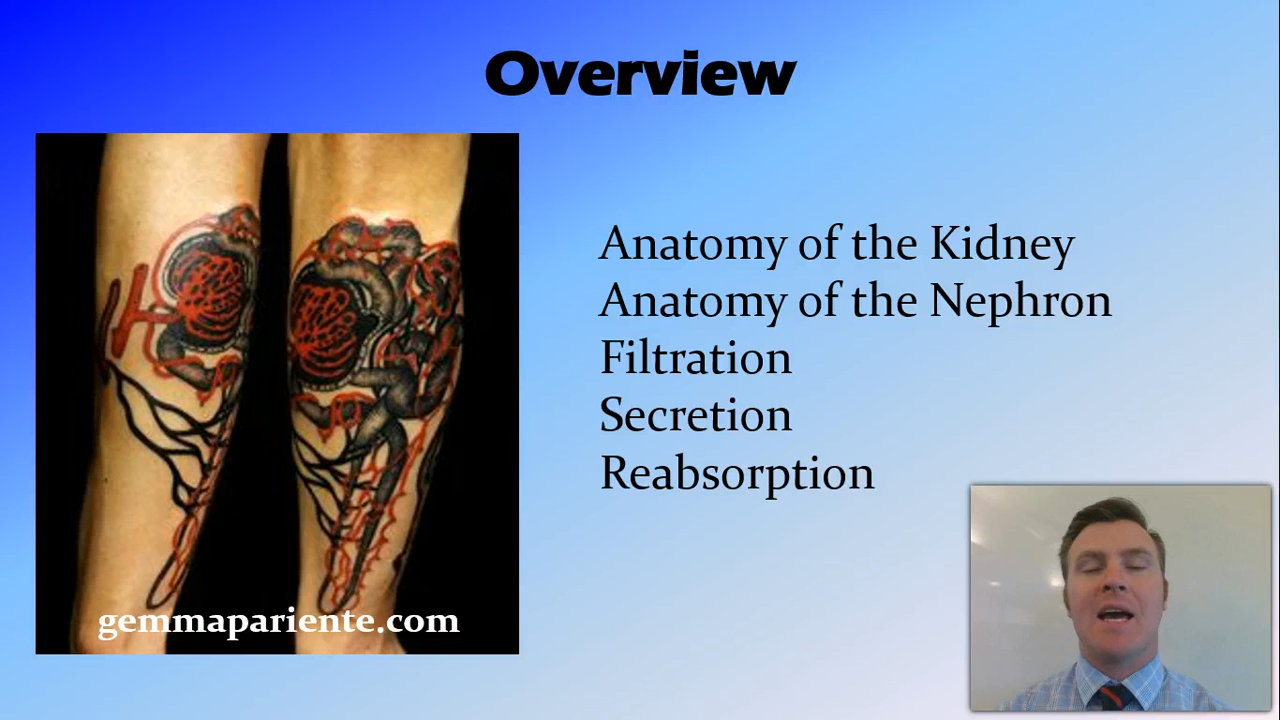 Overview
Anatomy of the Kidney
Anatomy of the Nephron
Filtration
Secretion
Reabsorption
gemmapariente.com